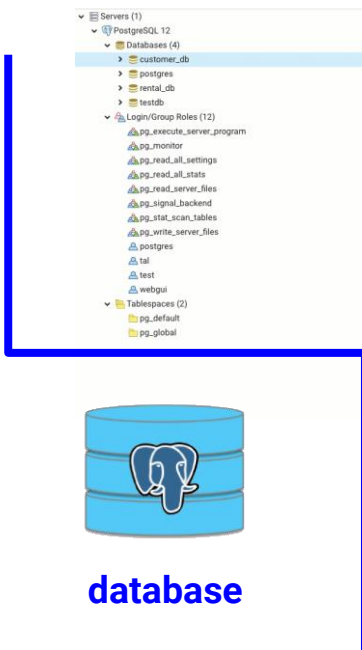 Servers (1)
PostgreSQL 12
Databases (4)
customer_db
postgres
rental_db
testdb
Login/Group Roles (12)
pg_execute_server_program
pg_monitor
pg_read_all_settings
pg_read_all_stats
pg_read_server_files
pg_signal_backend
pg_stat_scan_tables
pg_write_server_files
postgres
tal
test
webgui
Tablespaces (2)
pg_default
pg_global
database